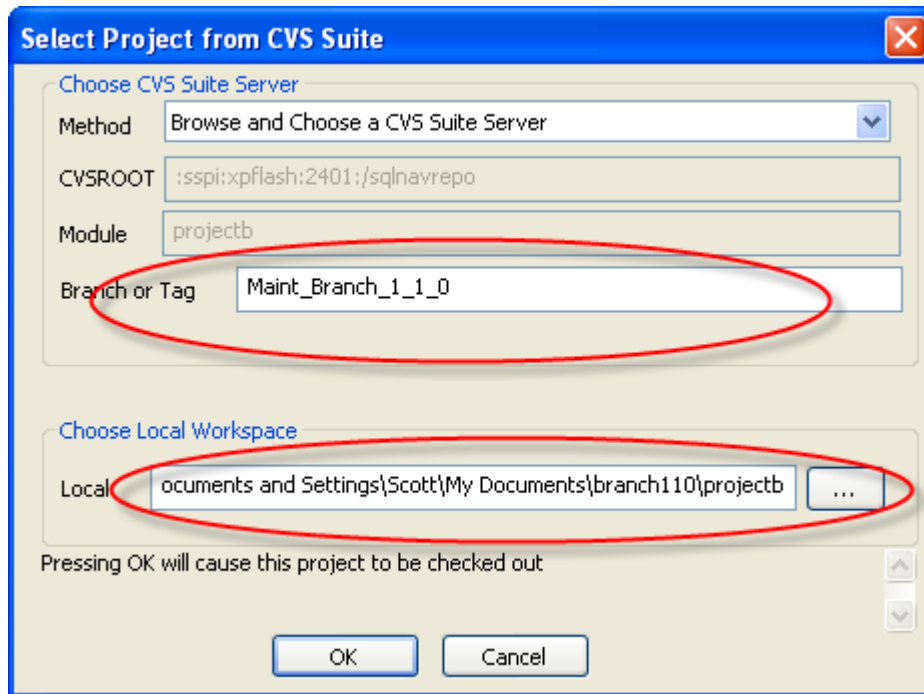 Select Project from CVS Suite
Choose CVS Suite Server
Method Browse and Choose a CVS Suite Server
CVSROOT :sspi:xpflash:2401:/sqlnavrepo
Module projectb
Branch or Tag Maint_Branch_1_1_0
Choose Local Workspace
Local ocuments and Settings\Scott\My Documents\branch110\projectb ...
Pressing OK will cause this project to be checked out
OK Cancel